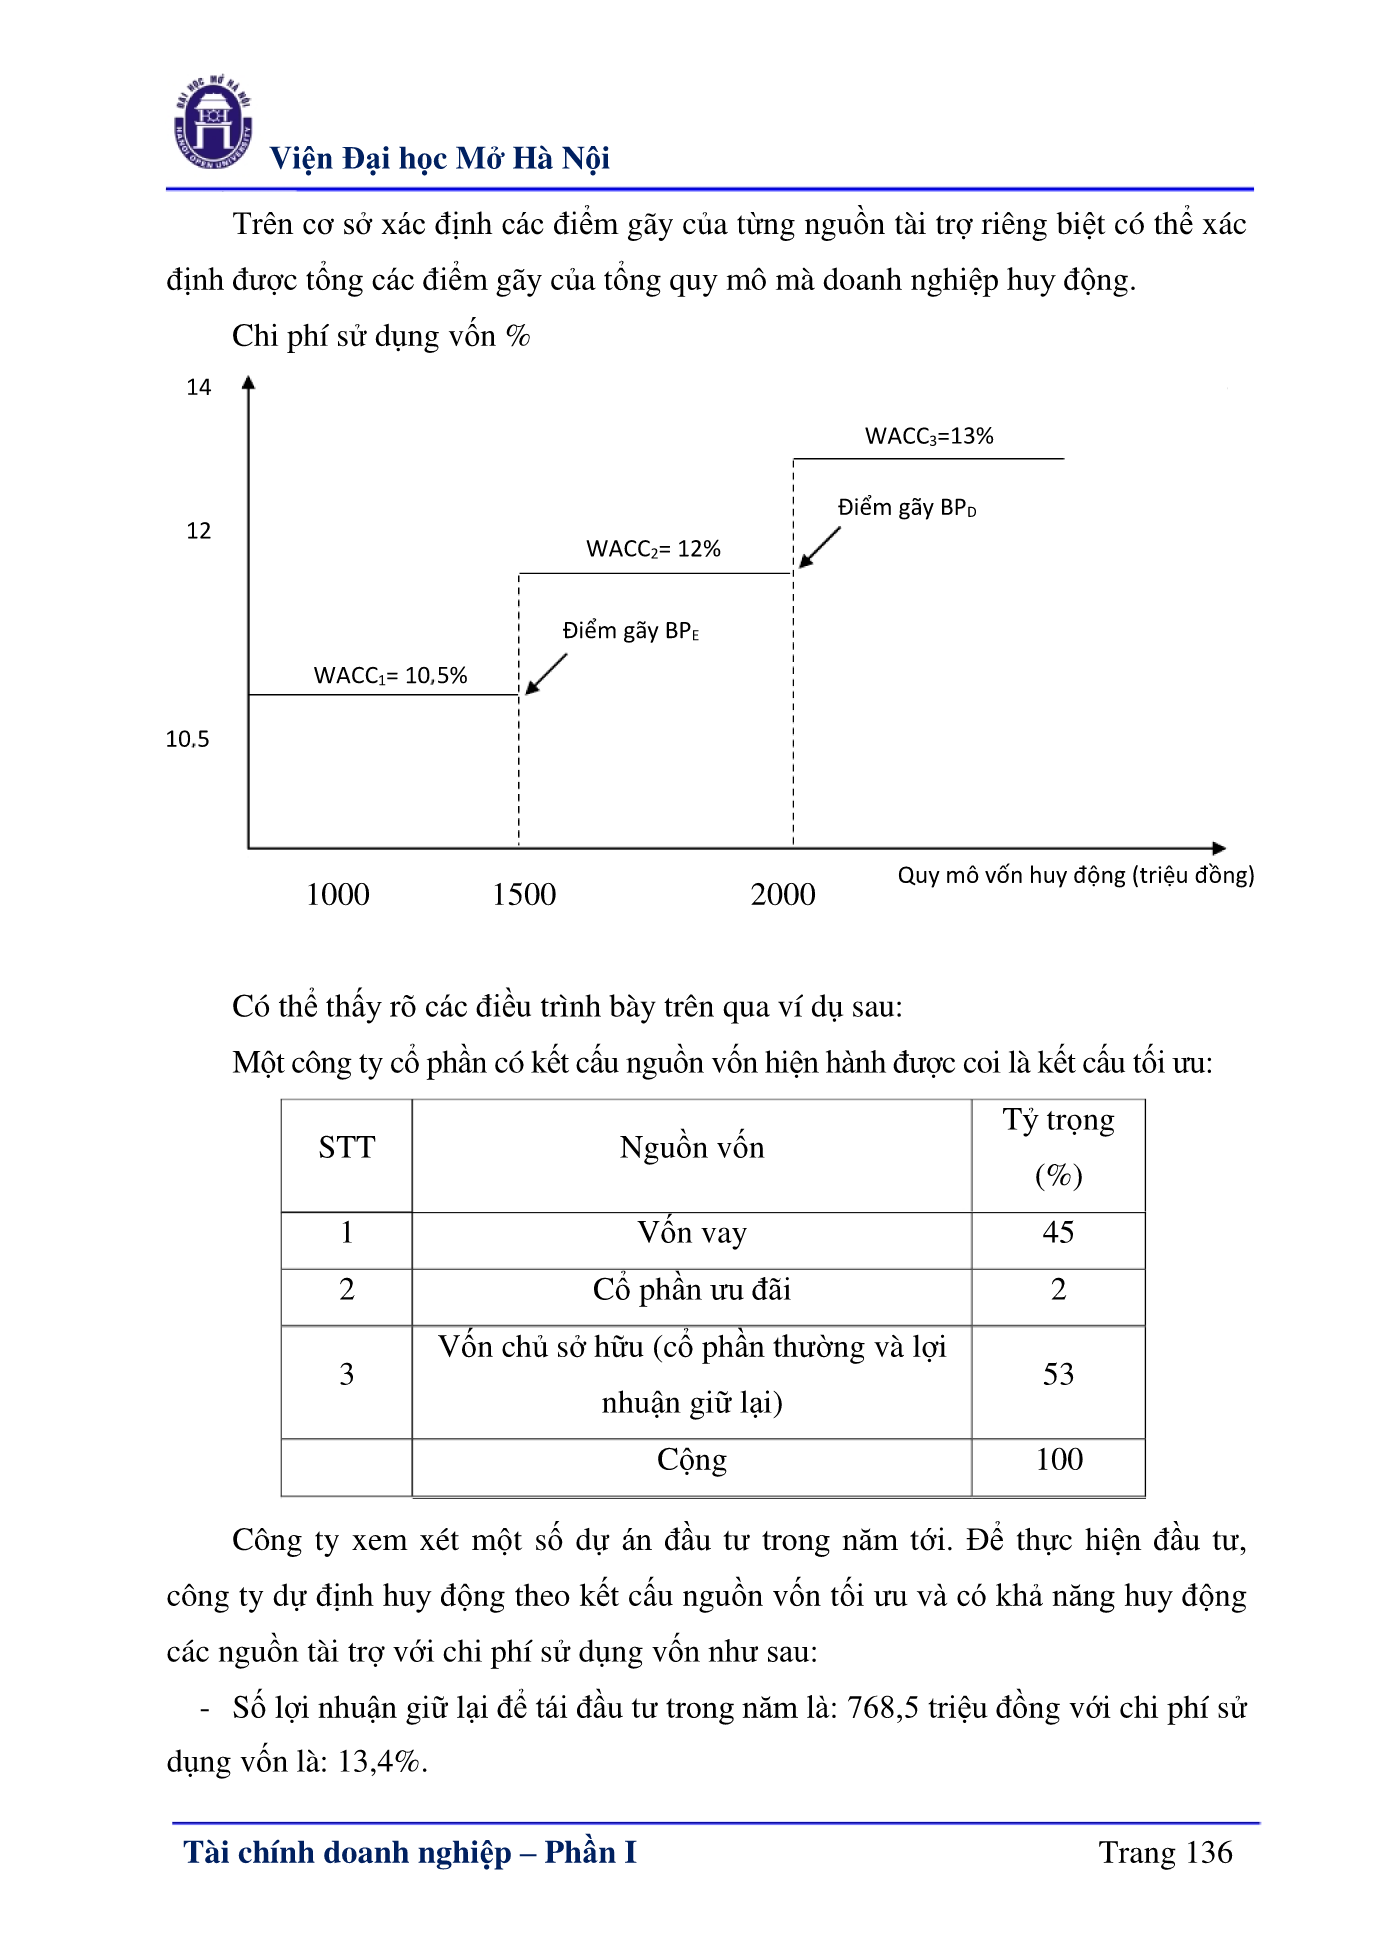 ĐẠI HỌC MỞ HÀ NỘI
HANOI OPEN UNIVERSITY
Viện Đại học Mở Hà Nội
Trên cơ sở xác định các điểm gãy của từng nguồn tài trợ riêng biệt có thể xác
định được tổng các điểm gãy của tổng quy mô mà doanh nghiệp huy động.
Chi phí sử dụng vốn %
14
WACC3=13%
Điểm gãy BPD
12
WACC2= 12%
Điểm gãy BPE
WACC1= 10,5%
10,5
Quy mô vốn huy động (triệu đồng)
1000 1500 2000
Có thể thấy rõ các điều trình bày trên qua ví dụ sau:
Một công ty cổ phần có kết cấu nguồn vốn hiện hành được coi là kết cấu tối ưu:
STT Nguồn vốn Tỷ trọng
(%)
1 Vốn vay 45
2 Cổ phần ưu đãi 2
3 Vốn chủ sở hữu (cổ phần thường và lợi
nhuận giữ lại) 53
Cộng 100
Công ty xem xét một số dự án đầu tư trong năm tới. Để thực hiện đầu tư,
công ty dự định huy động theo kết cấu nguồn vốn tối ưu và có khả năng huy động
các nguồn tài trợ với chi phí sử dụng vốn như sau:
- Số lợi nhuận giữ lại để tái đầu tư trong năm là: 768,5 triệu đồng với chi phí sử
dụng vốn là: 13,4%.
Tài chính doanh nghiệp – Phần I Trang 136